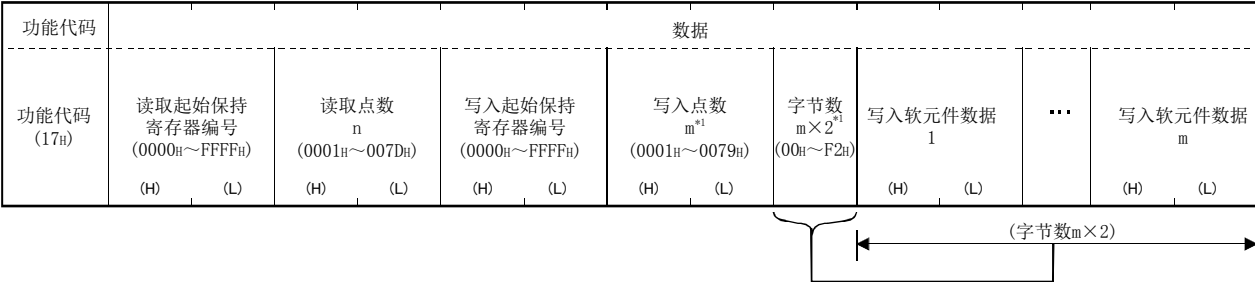 功能代码
数据
功能代码
(17H)
读取起始保持
寄存器编号
(0000H～FFFFH)
(H) (L)
读取点数
n
(0001H～007DH)
(H) (L)
写入起始保持
寄存器编号
(0000H～FFFFH)
(H) (L)
写入点数
m*1
(0001H～0079H)
(H) (L)
字节数
m×2*1
(00H～F2H)
写入软元件数据
1
(H) (L)
…
写入软元件数据
m
(H) (L)
(字节数m×2)